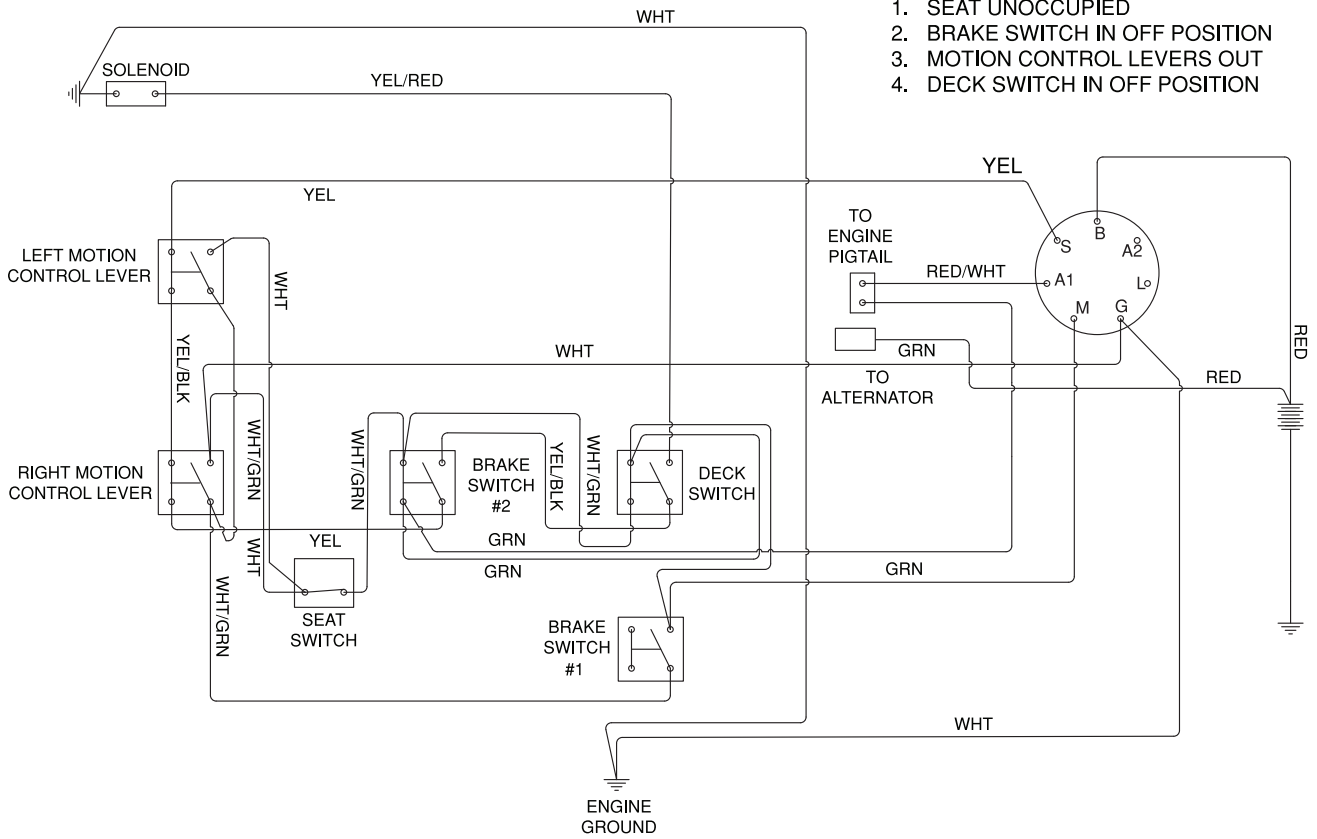 WHT
1. SEAT UNOCCUPIED
2. BRAKE SWITCH IN OFF POSITION
3. MOTION CONTROL LEVERS OUT
4. DECK SWITCH IN OFF POSITION
SOLENOID
YEL/RED
YEL
YEL
TO
ENGINE
PIGTAIL
S
B
A2
A1
L
M
G
LEFT MOTION
CONTROL LEVER
WHT
RED/WHT
YEL/BLK
WHT
GRN
RED
RED
TO
ALTERNATOR
RIGHT MOTION
CONTROL LEVER
WHT/GRN
WHT/GRN
BRAKE
SWITCH
#2
YEL/BLK
WHT/GRN
DECK
SWITCH
YEL
WHT
GRN
GRN
GRN
WHT/GRN
SEAT
SWITCH
BRAKE
SWITCH
#1
WHT
ENGINE
GROUND